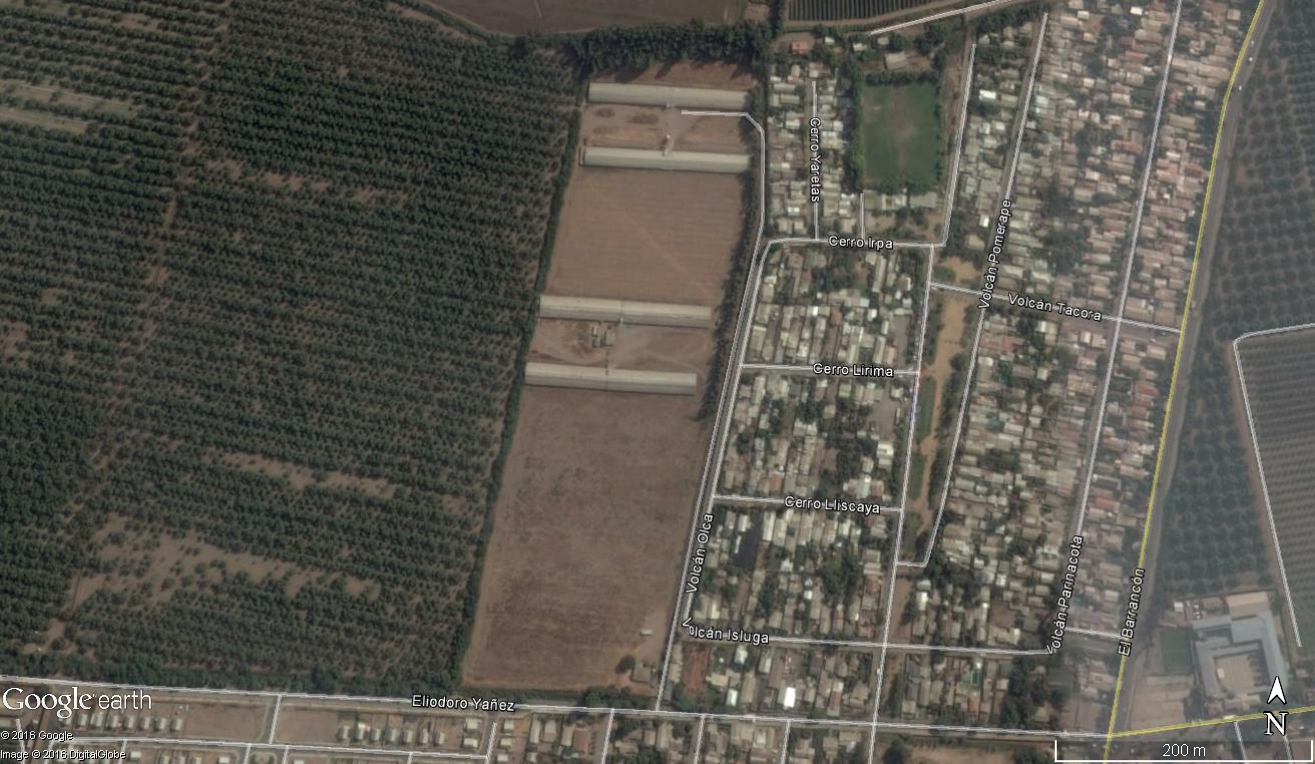 Cerro Yaretas
Cerro Irpa
Volcán Pomerape
Volcán Tacora
Cerro Lirima
Cerro Lliscaya
Volcán Olca
Volcán Parinacota
El Barrancón
Volcán Isluga
Eliodoro Yañez
Google earth
N
© 2016 Google
Image © 2016 DigitalGlobe
200 m